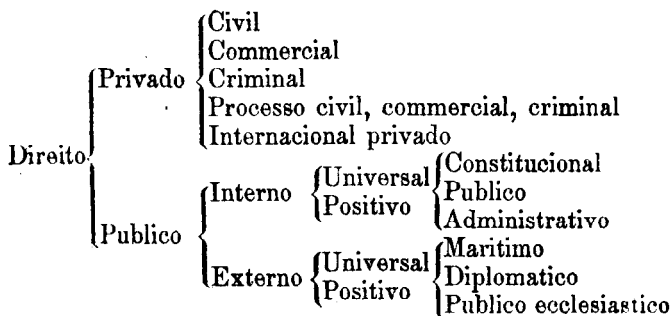 Civil
Commercial
Privado Criminal
Processo civil, commercial, criminal
Internacional privado
Direito
Interno Universal Constitucional
Positivo Publico
Publico Administrativo
Externo Universal Maritimo
Positivo Diplomatico
Publico ecclesiastico